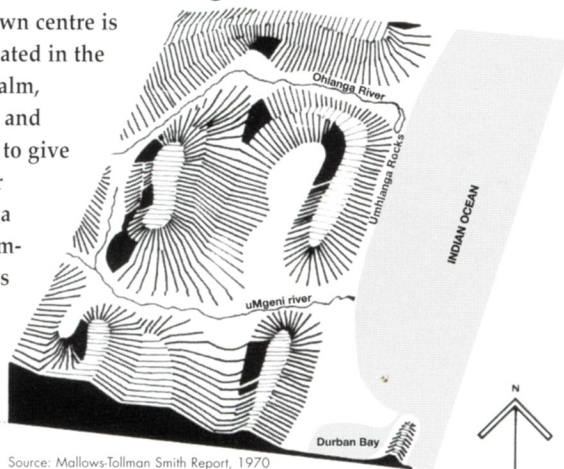 wn centre is
ated in the
alm,
and
to give
r
a
m-
s
Ohlanga River
Umhlanga Rocks
INDIAN OCEAN
uMgeni river
N
Durban Bay
Source: Mallows-Tollman Smith Report, 1970